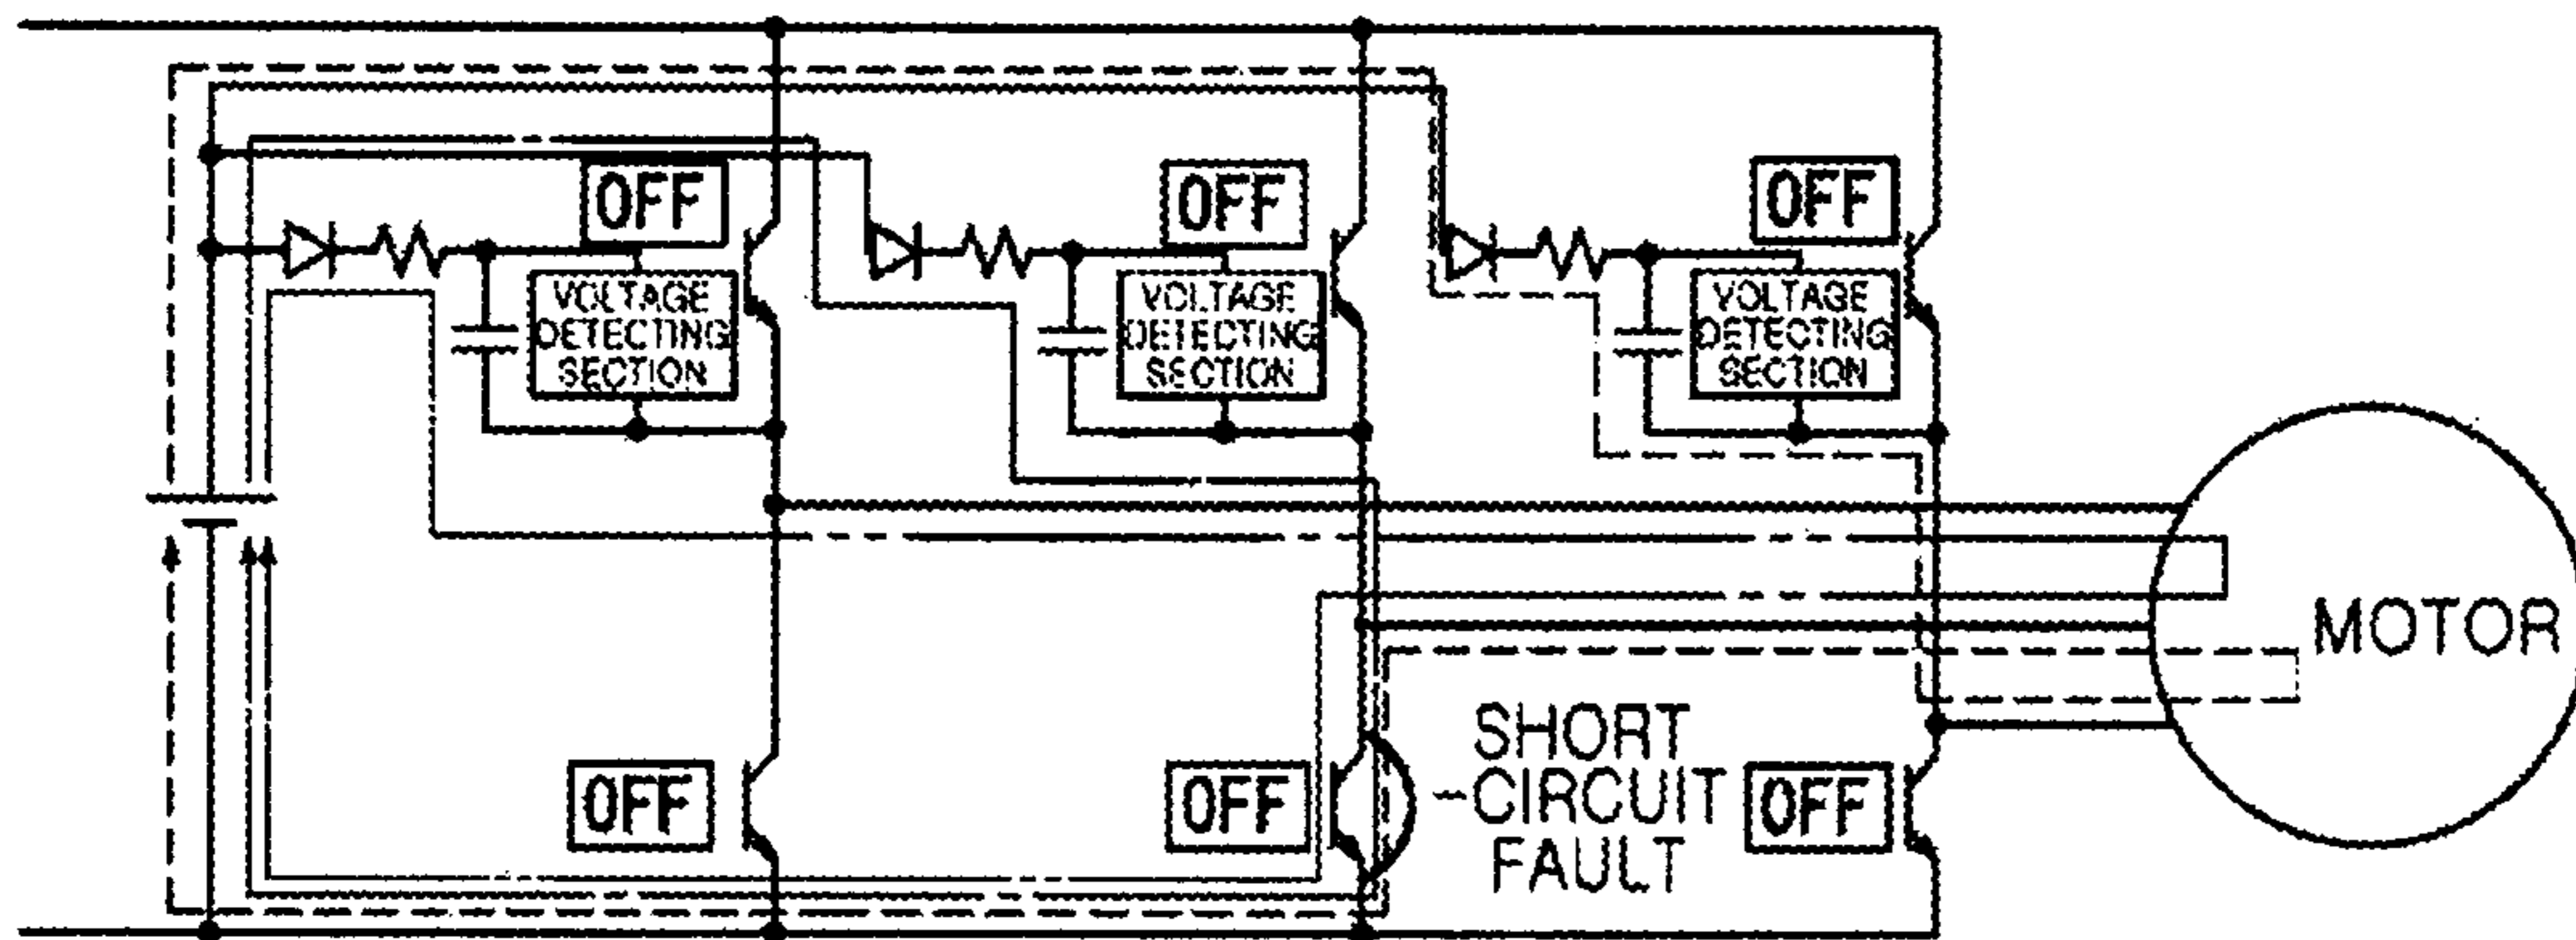 OFF
OFF
OFF
VOLTAGE
DETECTING
SECTION
VOLTAGE
DETECTING
SECTION
VOLTAGE
DETECTING
SECTION
MOTOR
SHORT
-CIRCUIT
FAULT
OFF
OFF
OFF